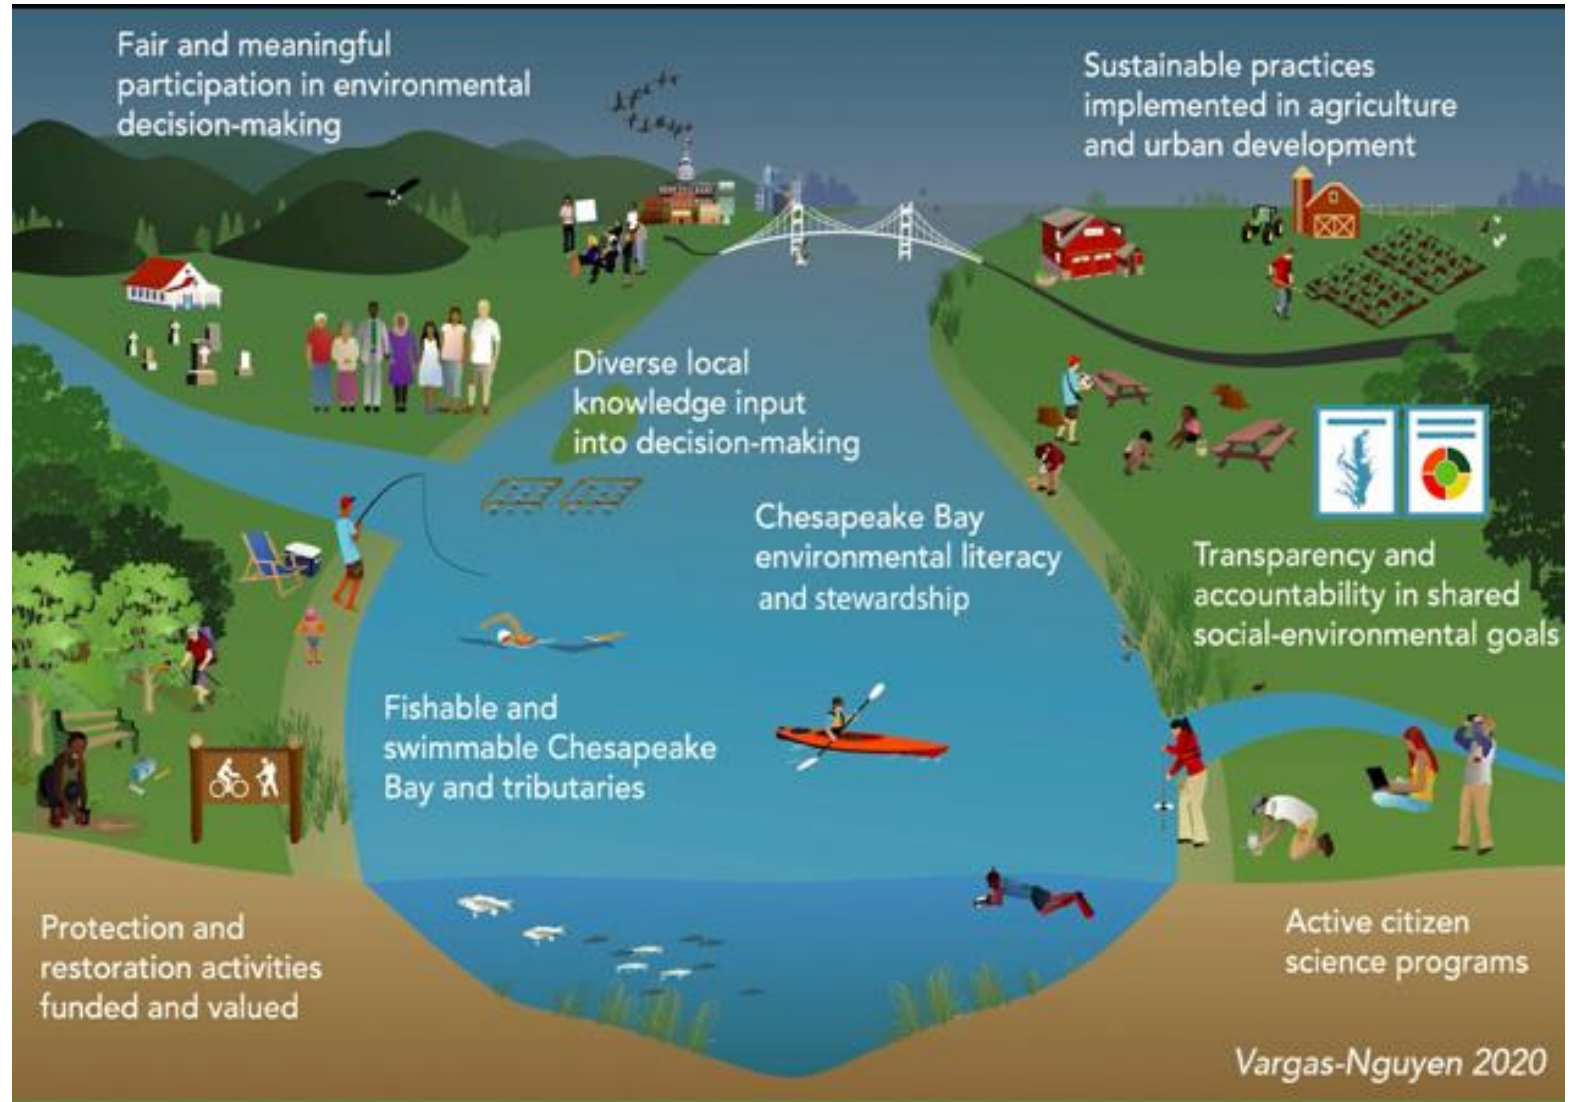 Fair and meaningful
participation in environmental
decision-making
Sustainable practices
implemented in agriculture
and urban development
Diverse local
knowledge input
into decision-making
Chesapeake Bay
environmental literacy
and stewardship
Transparency and
accountability in shared
social-environmental goals
Fishable and
swimmable Chesapeake
Bay and tributaries
Protection and
restoration activities
funded and valued
Active citizen
science programs
Vargas-Nguyen 2020